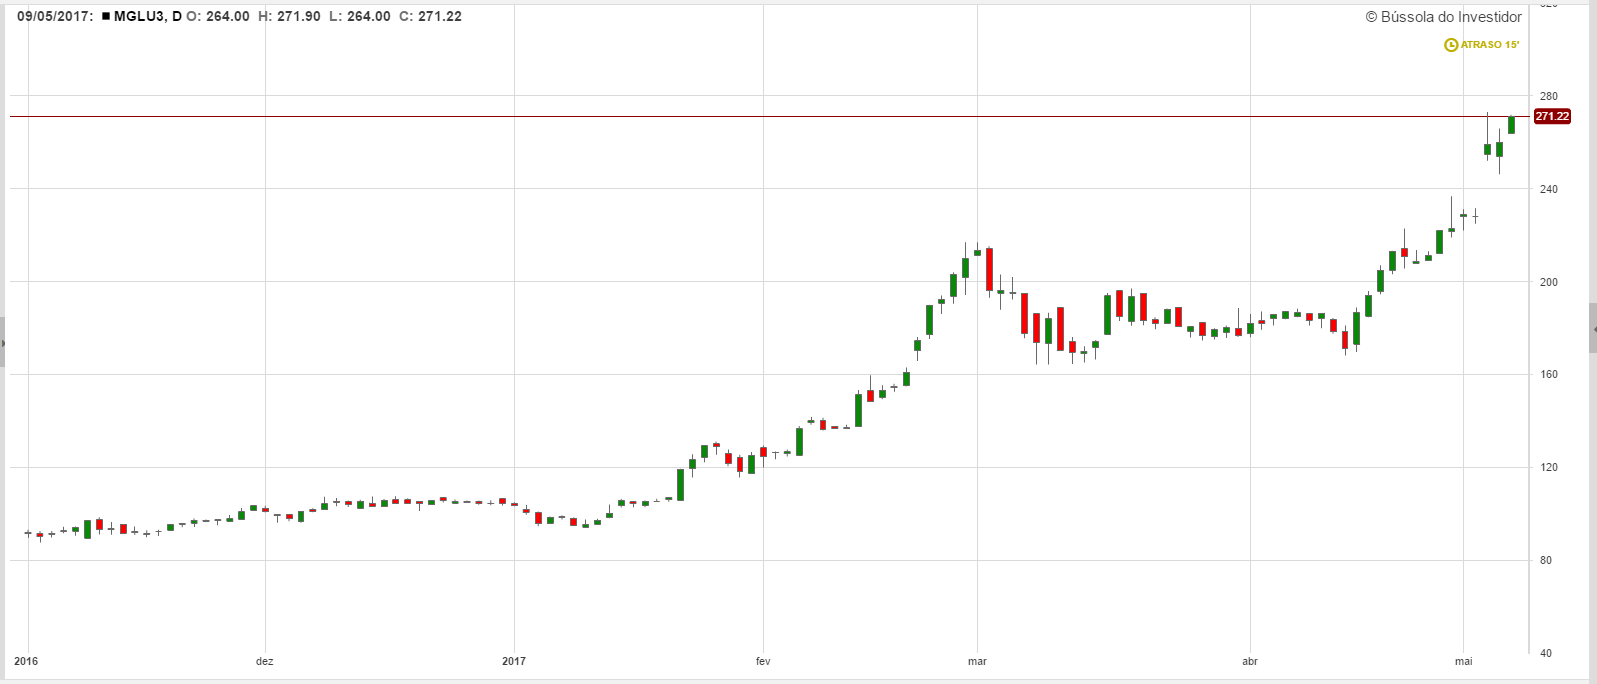 09/05/2017: ■ MGLU3, D O: 264.00 H: 271.90 L: 264.00 C: 271.22
© Bússola do Investidor
ATRASO 15'
280
271.22
240
200
160
120
80
40
2016 dez 2017 fev mar abr mai